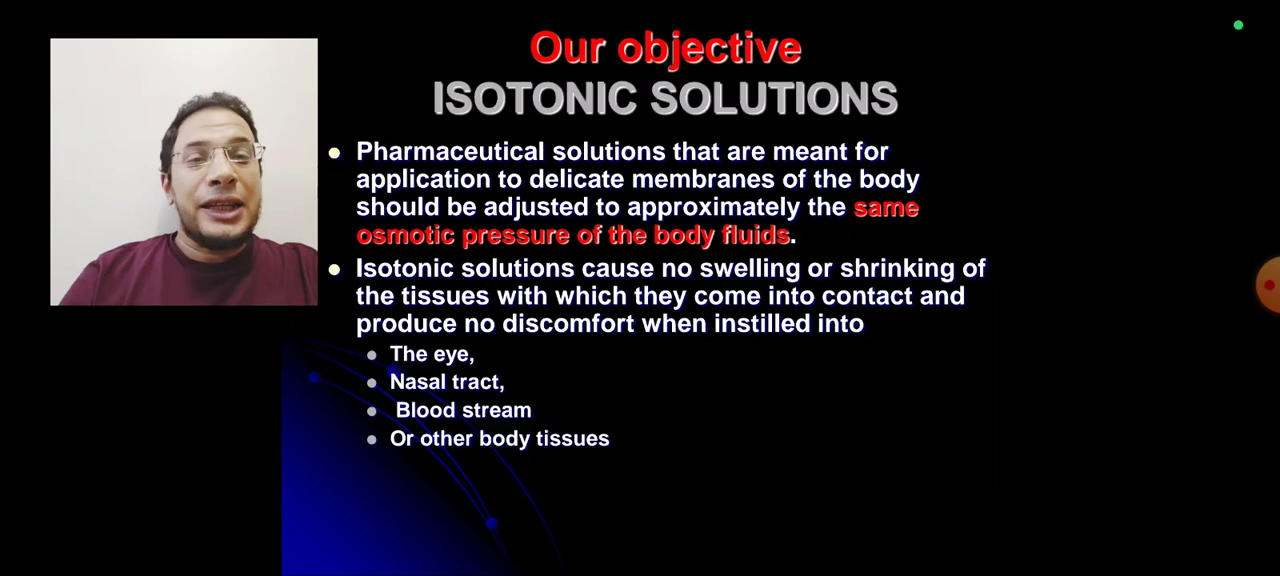 Our objective
ISOTONIC SOLUTIONS
Pharmaceutical solutions that are meant for
application to delicate membranes of the body
should be adjusted to approximately the same
osmotic pressure of the body fluids.
Isotonic solutions cause no swelling or shrinking of
the tissues with which they come into contact and
produce no discomfort when instilled into
The eye,
Nasal tract,
Blood stream
Or other body tissues